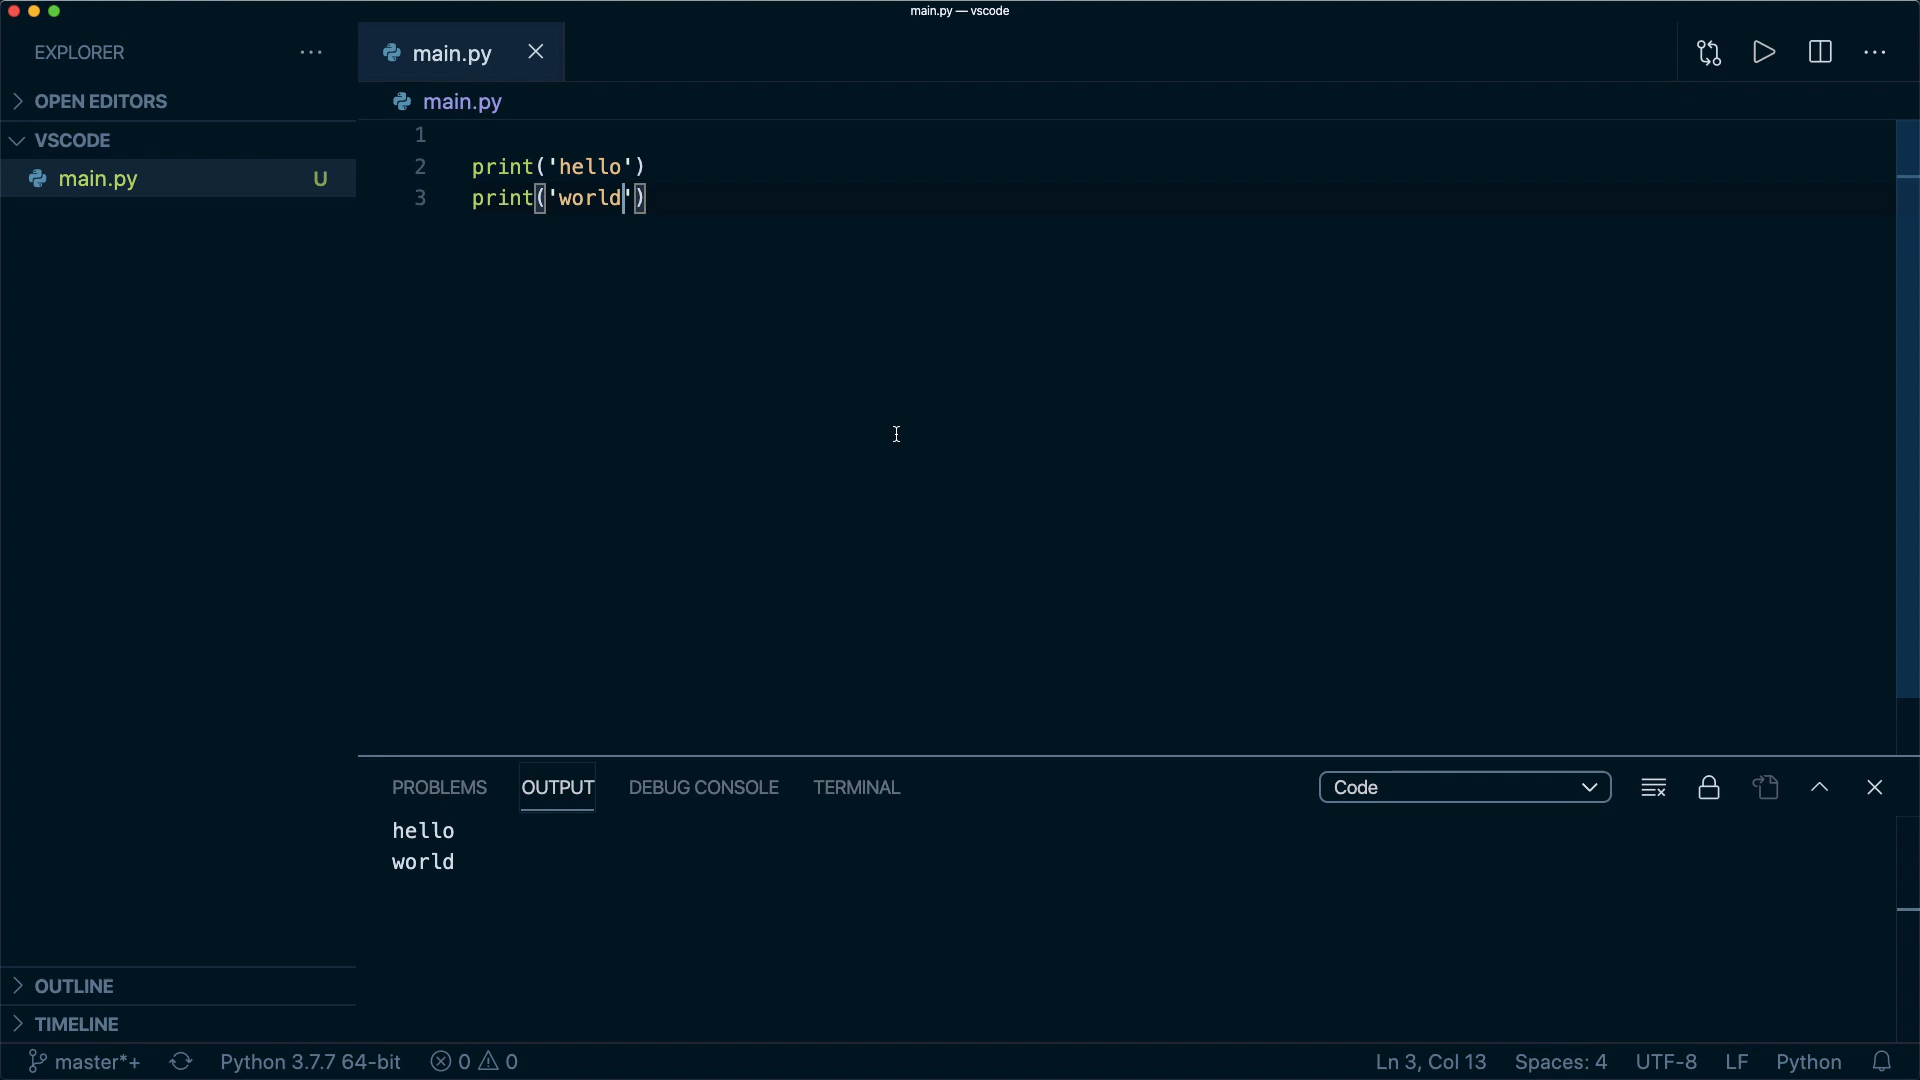 main.py — vscode
EXPLORER
main.py
OPEN EDITORS
main.py
VSCODE
main.py U
1
2 print('hello')
3 print('world')
PROBLEMS OUTPUT DEBUG CONSOLE TERMINAL Code
hello
world
OUTLINE
TIMELINE
master*+ Python 3.7.7 64-bit 0 0 Ln 3, Col 13 Spaces: 4 UTF-8 LF Python